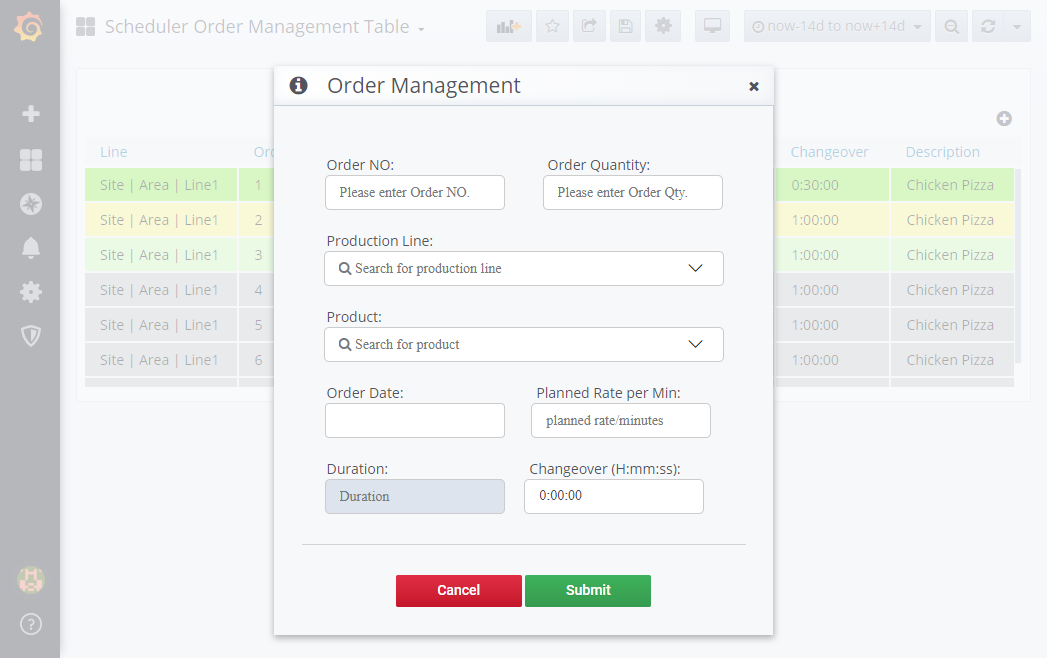 Scheduler Order Management Table
now-14d to now+14d
Order Management
Line
Changeover Description
Order NO: Order Quantity:
Please enter Order NO. Please enter Order Qty.
Site | Area | Line1 1 0:30:00 Chicken Pizza
Site | Area | Line1 2 1:00:00 Chicken Pizza
Production Line:
Site | Area | Line1 3 1:00:00 Chicken Pizza
Search for production line
Site | Area | Line1 4 1:00:00 Chicken Pizza
Product:
Site | Area | Line1 5 1:00:00 Chicken Pizza
Search for product
Site | Area | Line1 6 1:00:00 Chicken Pizza
Order Date: Planned Rate per Min:
planned rate/minutes
Duration: Changeover (H:mm:ss):
Duration 0:00:00
Cancel Submit